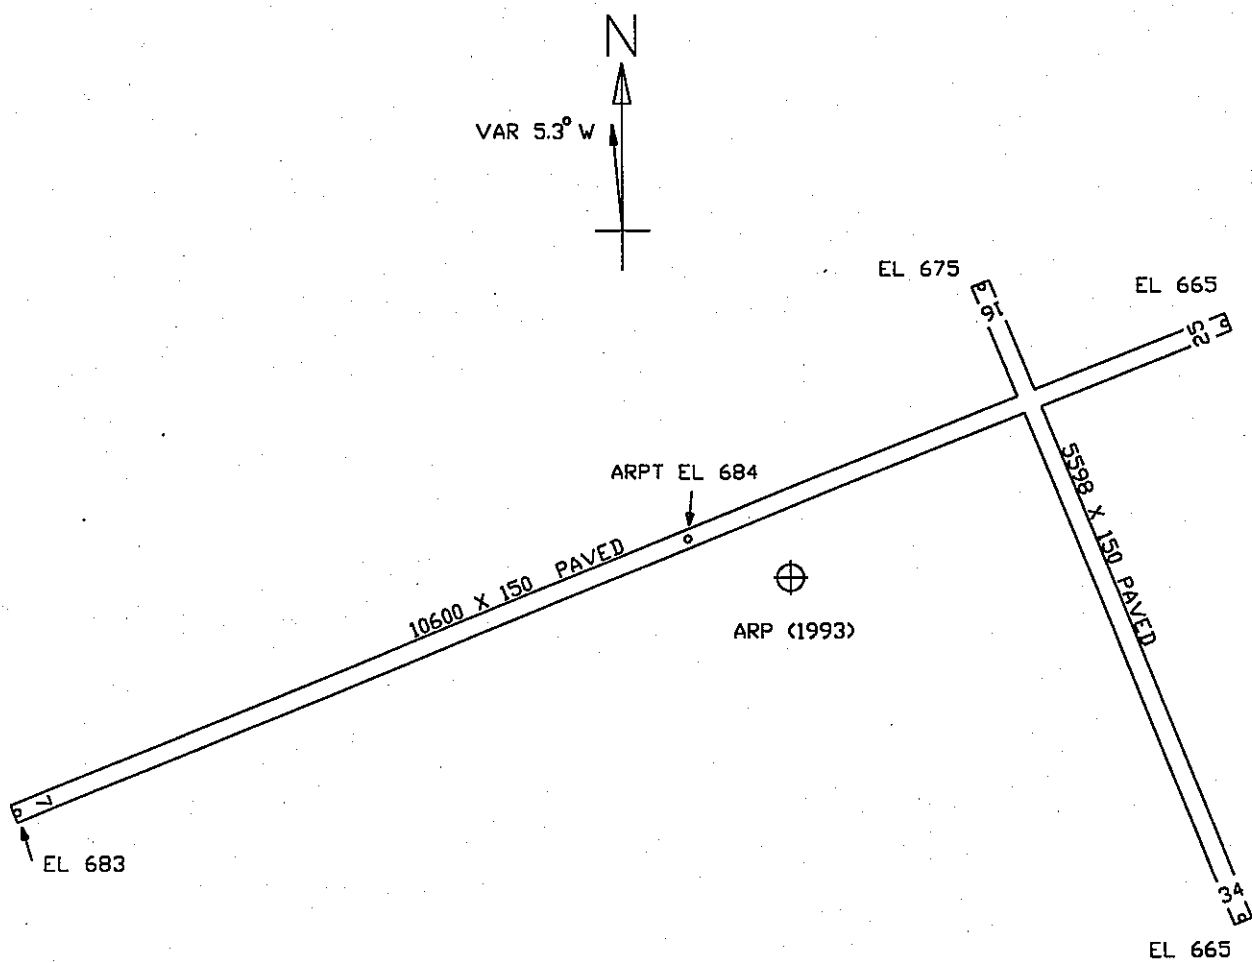 N
VAR 5.3° W
EL 675
EL 665
16
25
5598 X 150 PAVED
ARPT EL 684
10600 X 150 PAVED
ARP (1993)
7
EL 683
34
EL 665